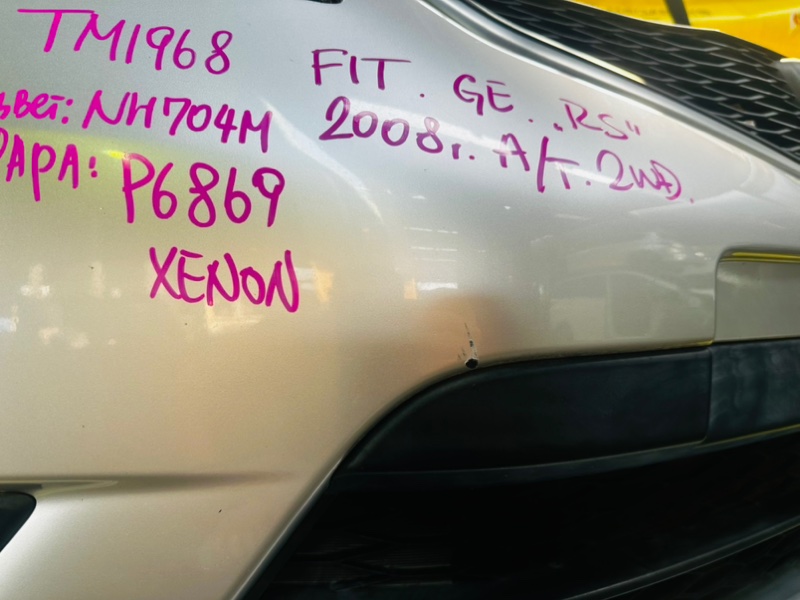 TM1968
цвет: NH704M
ФАРА: P6869
XENON
FIT. GE. „RS"
2008г. A/T. 2WD.